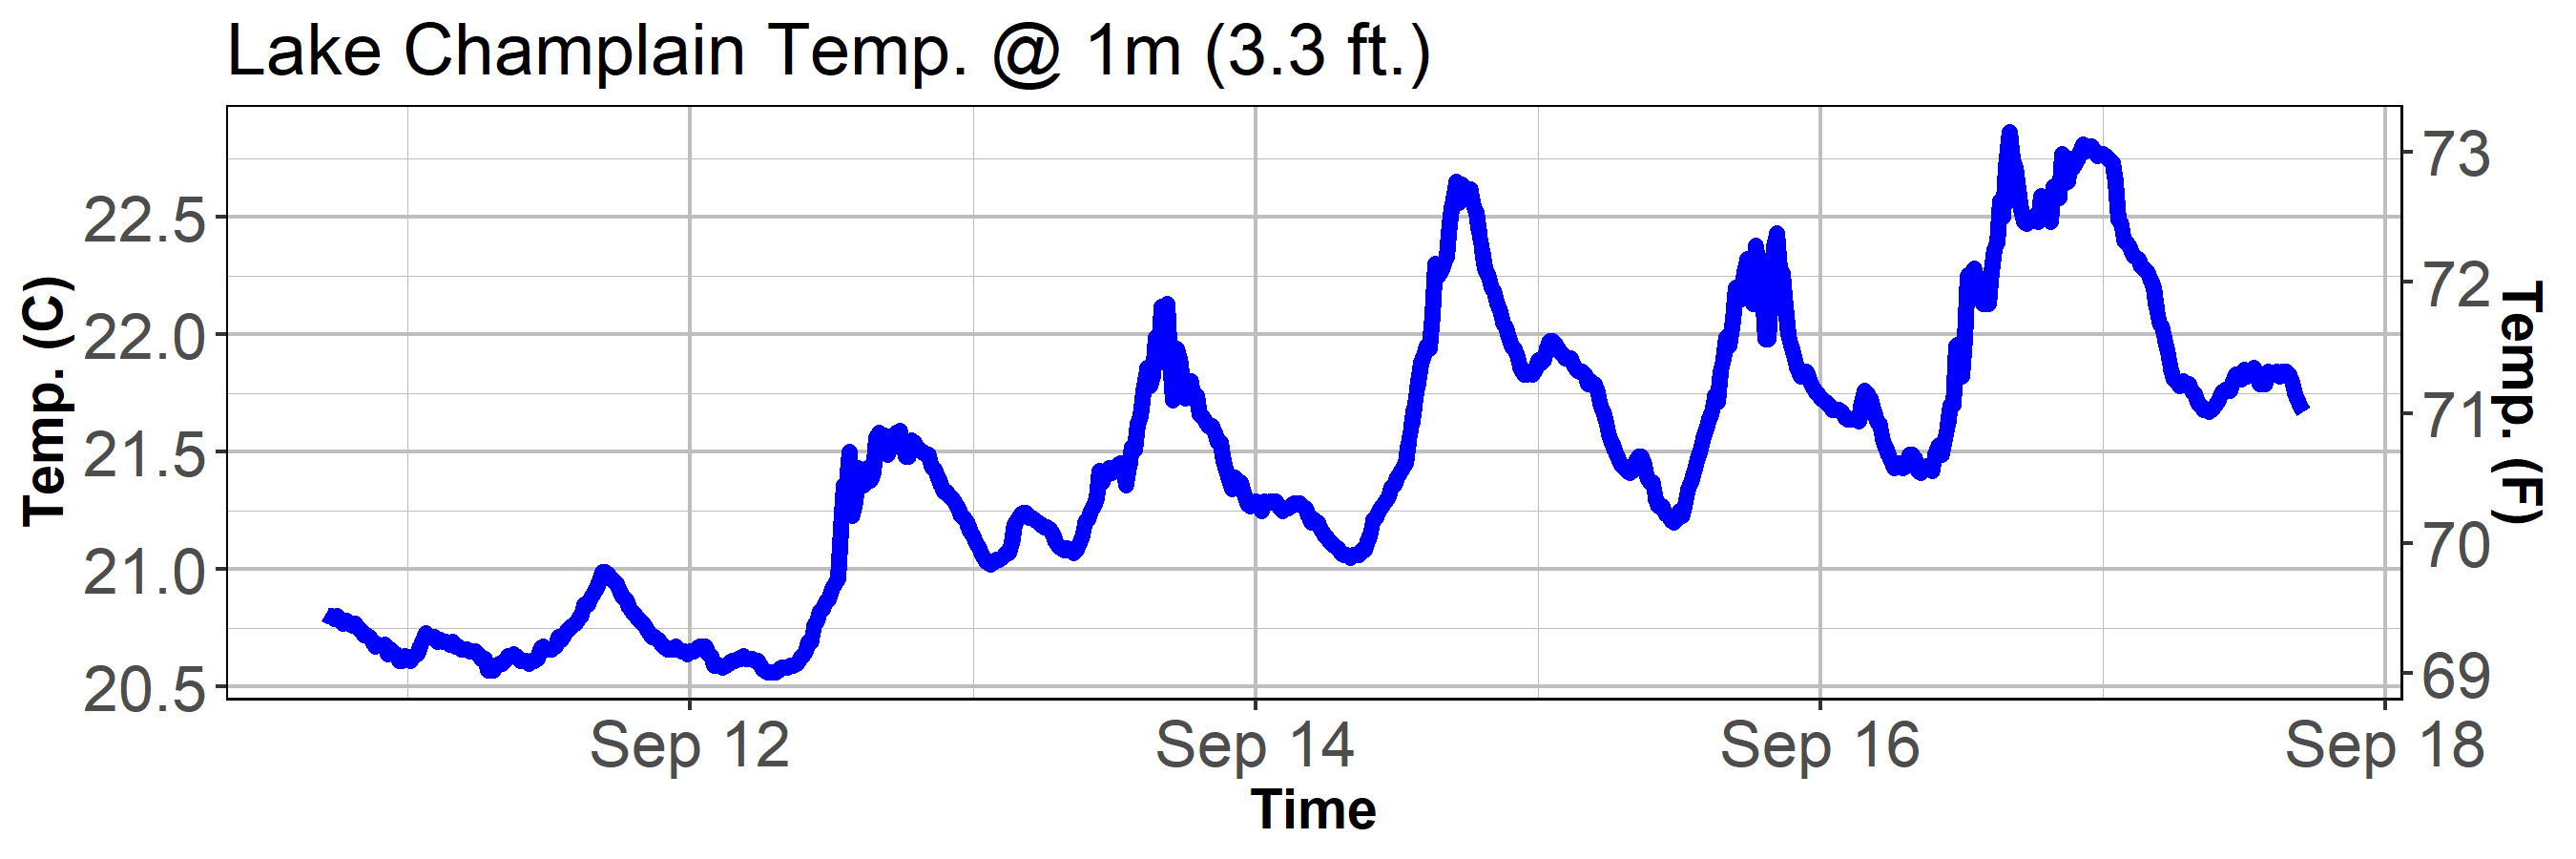 Lake Champlain Temp. @ 1m (3.3 ft.)
Temp. (C)
22.5
22.0
21.5
21.0
20.5
73
72
71
70
69
Temp. (F)
Sep 12
Sep 14
Sep 16
Sep 18
Time